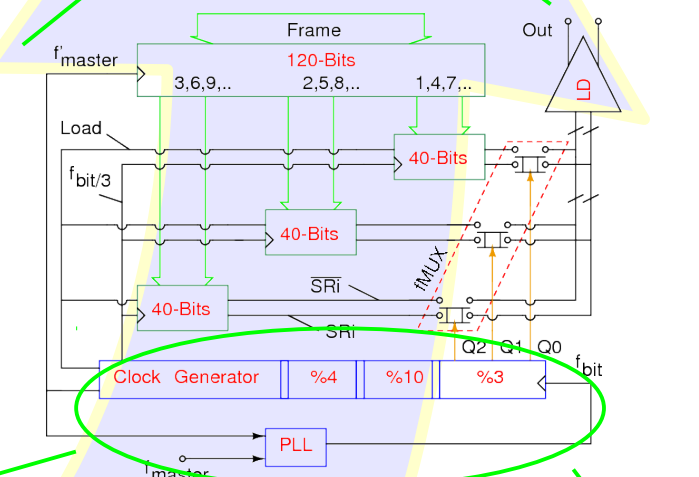 Out
Frame
f'master
120-Bits
3,6,9,..
2,5,8,..
1,4,7,..
LD
Load
40-Bits
fbit/3
40-Bits
fMUX
SRi
40-Bits
SRi
Q2
Q1
Q0
fbit
Clock Generator
%4
%10
%3
PLL
fmaster